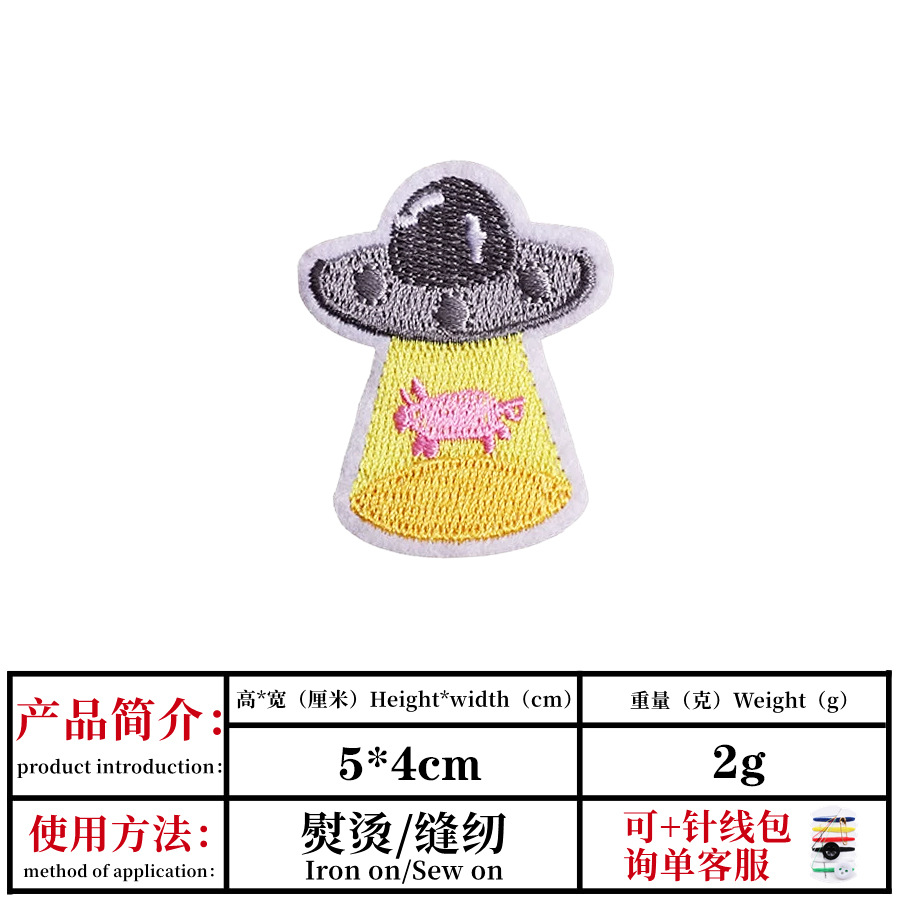 产品简介：
product introduction：
高*宽（厘米）Height*width（cm）
重量（克）Weight（g）
5*4cm
2g
使用方法：
method of application：
熨烫/缝纫
Iron on/Sew on
可+针线包
询单客服